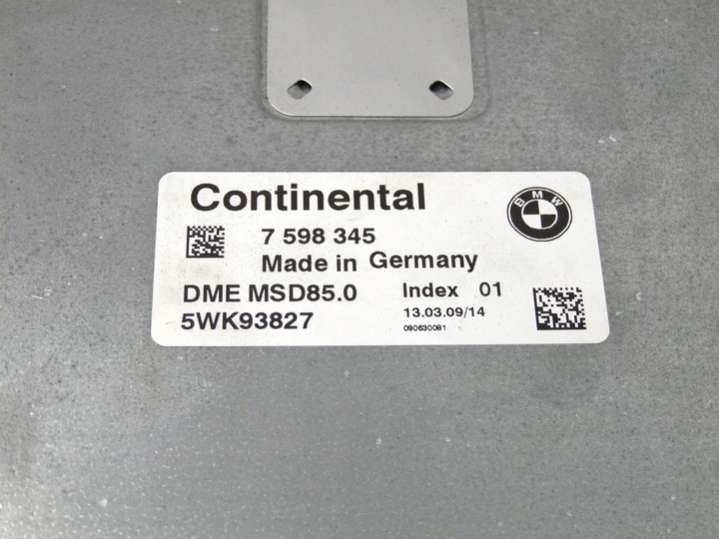 Continental
BMW
7 598 345
Made in Germany
DME MSD85.0 Index 01
5WK93827 13.03.09/14
090630081